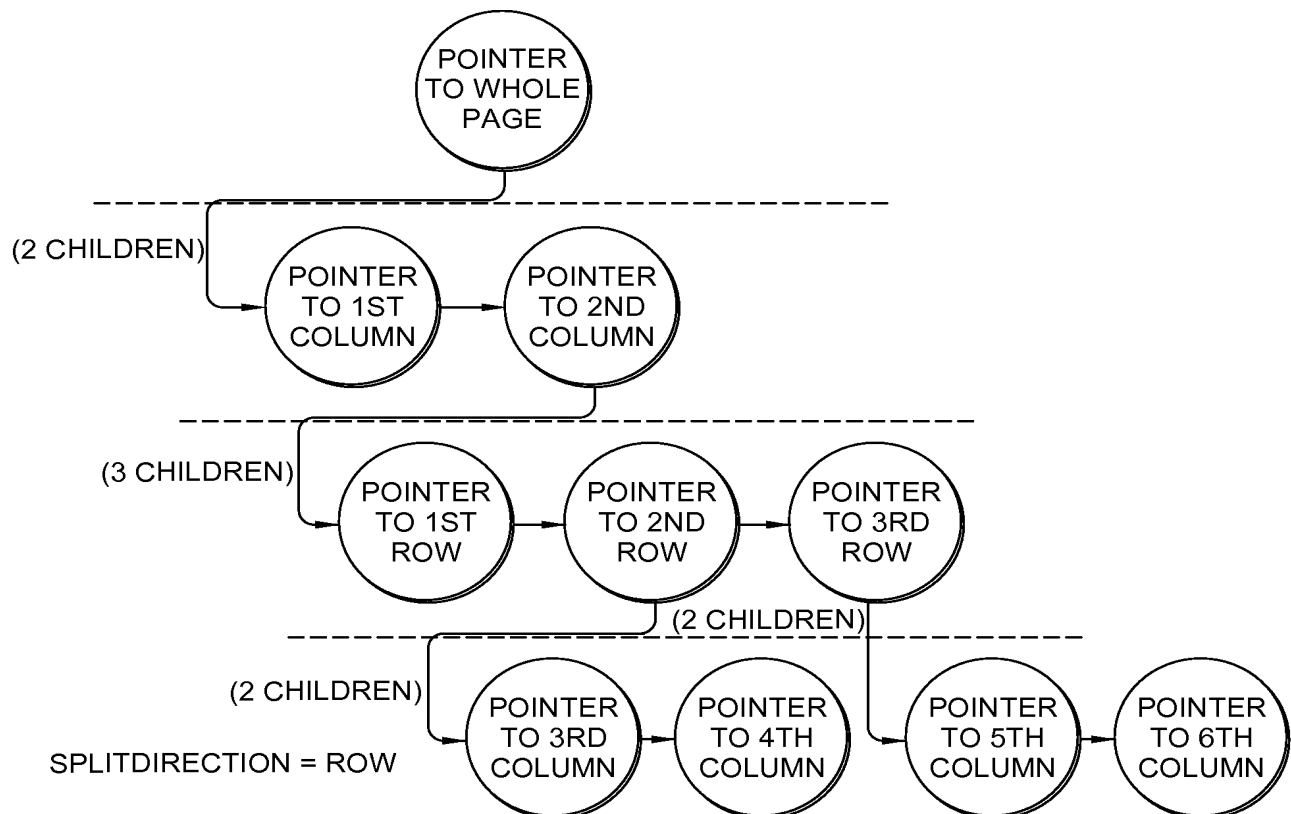 POINTER
TO WHOLE
PAGE
(2 CHILDREN)
POINTER
TO 1ST
COLUMN
POINTER
TO 2ND
COLUMN
(3 CHILDREN)
POINTER
TO 1ST
ROW
POINTER
TO 2ND
ROW
POINTER
TO 3RD
ROW
(2 CHILDREN)
(2 CHILDREN)
POINTER
TO 3RD
COLUMN
POINTER
TO 4TH
COLUMN
POINTER
TO 5TH
COLUMN
POINTER
TO 6TH
COLUMN
SPLITDIRECTION = ROW